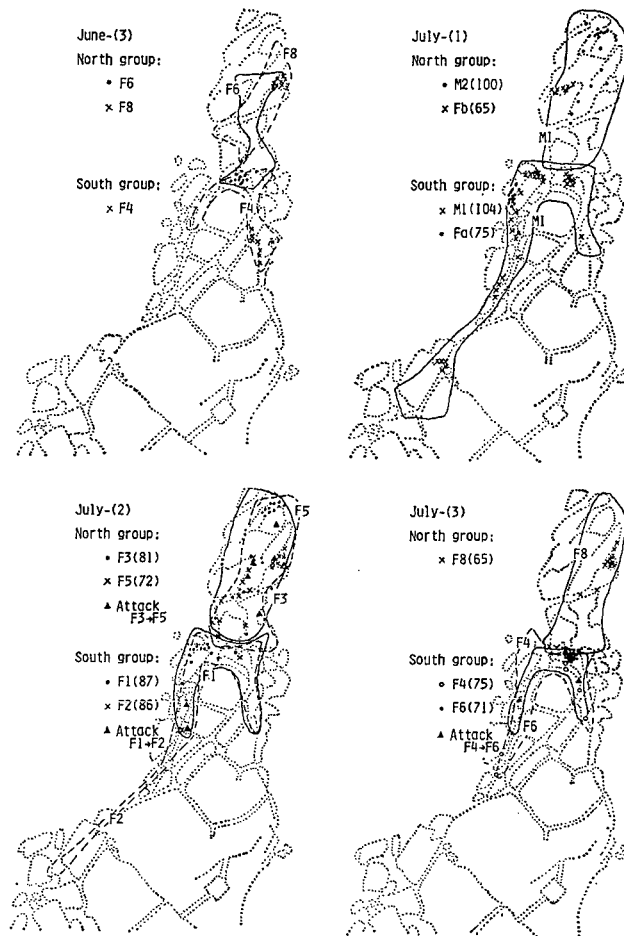 June-(3)
North group:
• F6
× F8
South group:
× F4
F8
F6
F4
July-(1)
North group:
• M2(100)
× Fb(65)
South group:
× M1(104)
• Fa(75)
M1
M1
July-(2)
North group:
• F3(81)
× F5(72)
▲ Attack
F3→F5
South group:
• F1(87)
× F2(86)
▲ Attack
F1→F2
F5
F3
F1
F2
July-(3)
North group:
× F8(65)
South group:
○ F4(75)
• F6(71)
▲ Attack
F4→F6
F8
F4
F6